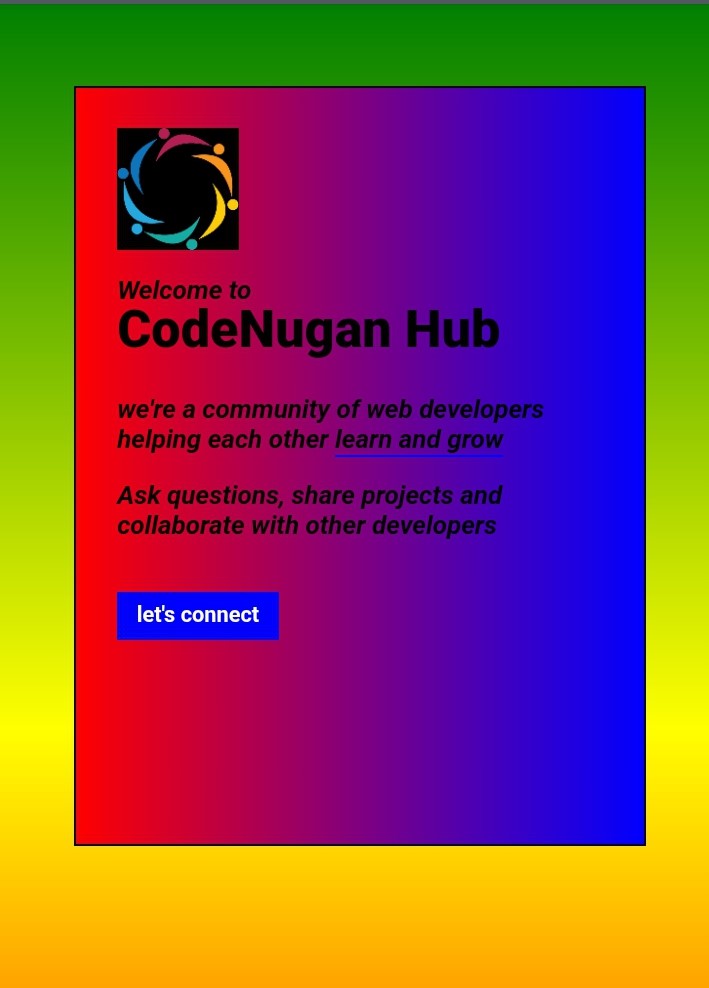 Welcome to
CodeNugan Hub
we're a community of web developers
helping each other learn and grow
Ask questions, share projects and
collaborate with other developers
let's connect